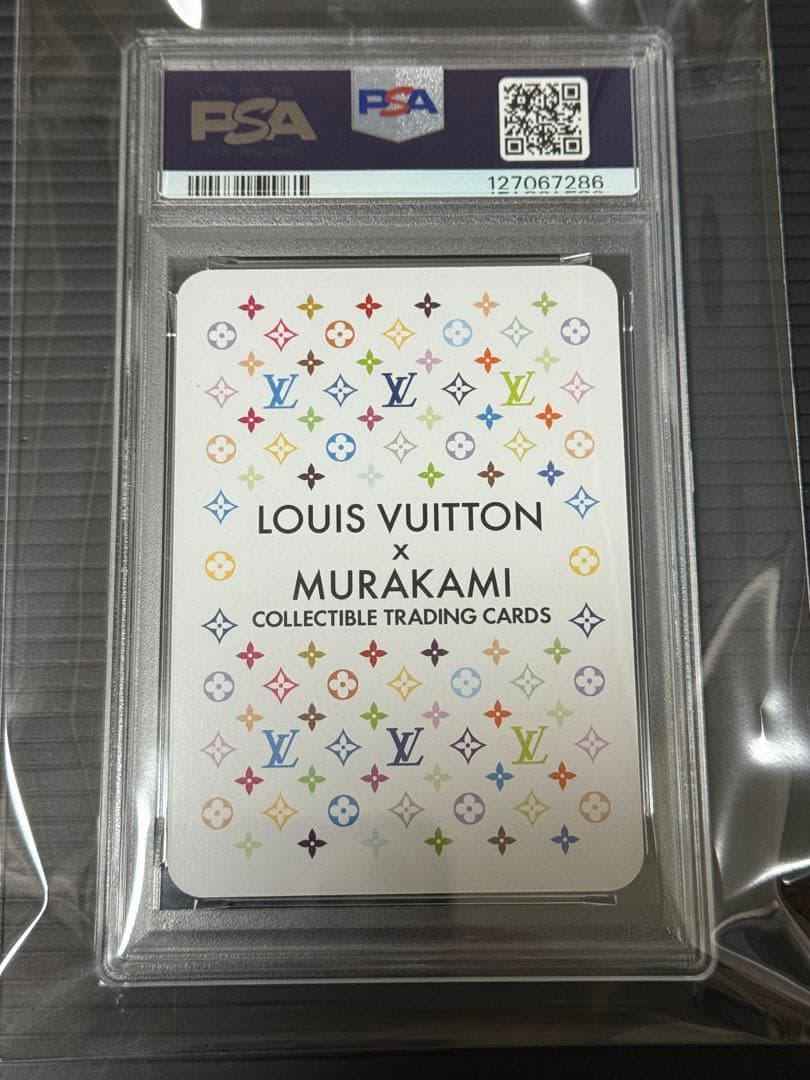 PSA PSA
127067286
LOUIS VUITTON
x
MURAKAMI
COLLECTIBLE TRADING CARDS